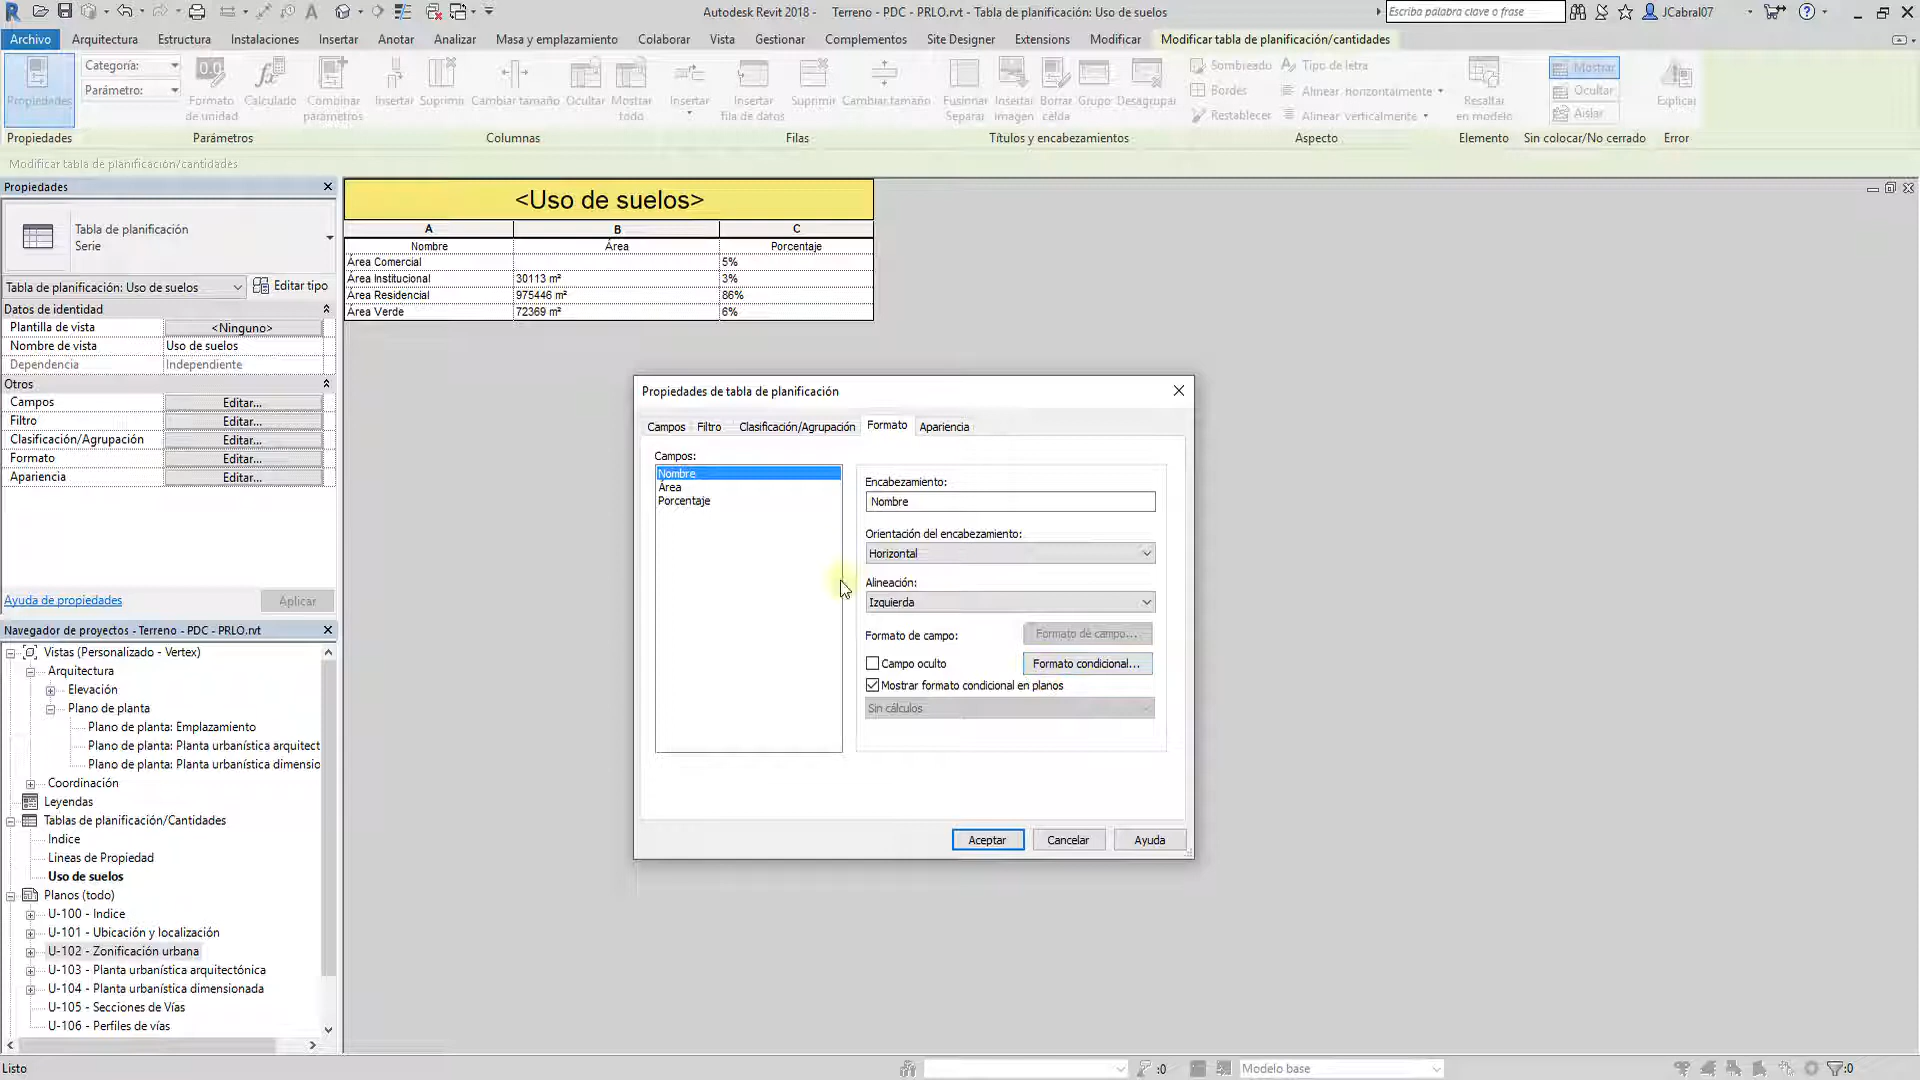 Autodesk Revit 2018 - Terreno - PDC - PRLO.rvt - Tabla de planificación: Uso de suelos
Escriba palabra clave o frase
JCabral07
Archivo Arquitectura Estructura Instalaciones Insertar Anotar Analizar Masa y emplazamiento Colaborar Vista Gestionar Complementos Site Designer Extensions Modificar Modificar tabla de planificación/cantidades
Propiedades
Categoría:
Parámetro:
Formato de unidad
Calculado
Combinar parámetros
Insertar
Suprimir
Cambiar tamaño
Ocultar
Mostrar todo
Insertar
Insertar fila de datos
Suprimir
Cambiar tamaño
Fusionar Separar
Insertar imagen
Borrar celda
Grupo
Desagrupar
Sombreado
Bordes
Restablecer
Tipo de letra
Alinear horizontalmente
Alinear verticalmente
Resaltar en modelo
Mostrar
Ocultar
Aislar
Explicar
Propiedades Parámetros Columnas Filas Títulos y encabezamientos Aspecto Elemento Sin colocar/No cerrado Error
Modificar tabla de planificación/cantidades
Propiedades
Tabla de planificación
Serie
Tabla de planificación: Uso de suelos
Editar tipo
Datos de identidad
Plantilla de vista <Ninguno>
Nombre de vista Uso de suelos
Dependencia Independiente
Otros
Campos Editar...
Filtro Editar...
Clasificación/Agrupación Editar...
Formato Editar...
Apariencia Editar...
Ayuda de propiedades
Aplicar
Navegador de proyectos - Terreno - PDC - PRLO.rvt
Vistas (Personalizado - Vertex)
Arquitectura
Elevación
Plano de planta
Plano de planta: Emplazamiento
Plano de planta: Planta urbanística arquitect
Plano de planta: Planta urbanística dimensio
Coordinación
Leyendas
Tablas de planificación/Cantidades
Indice
Lineas de Propiedad
Uso de suelos
Planos (todo)
U-100 - Indice
U-101 - Ubicación y localización
U-102 - Zonificación urbana
U-103 - Planta urbanística arquitectónica
U-104 - Planta urbanística dimensionada
U-105 - Secciones de Vías
U-106 - Perfiles de vías
<Uso de suelos>
A B C
Nombre Área Porcentaje
Área Comercial 5%
Área Institucional 30113 m² 3%
Área Residencial 975446 m² 86%
Área Verde 72369 m² 6%
Propiedades de tabla de planificación
Campos Filtro Clasificación/Agrupación Formato Apariencia
Campos:
Nombre
Área
Porcentaje
Encabezamiento:
Nombre
Orientación del encabezamiento:
Horizontal
Alineación:
Izquierda
Formato de campo: Formato de campo...
Campo oculto Formato condicional...
Mostrar formato condicional en planos
Sin cálculos
Aceptar Cancelar Ayuda
Listo
:0
Modelo base
:0